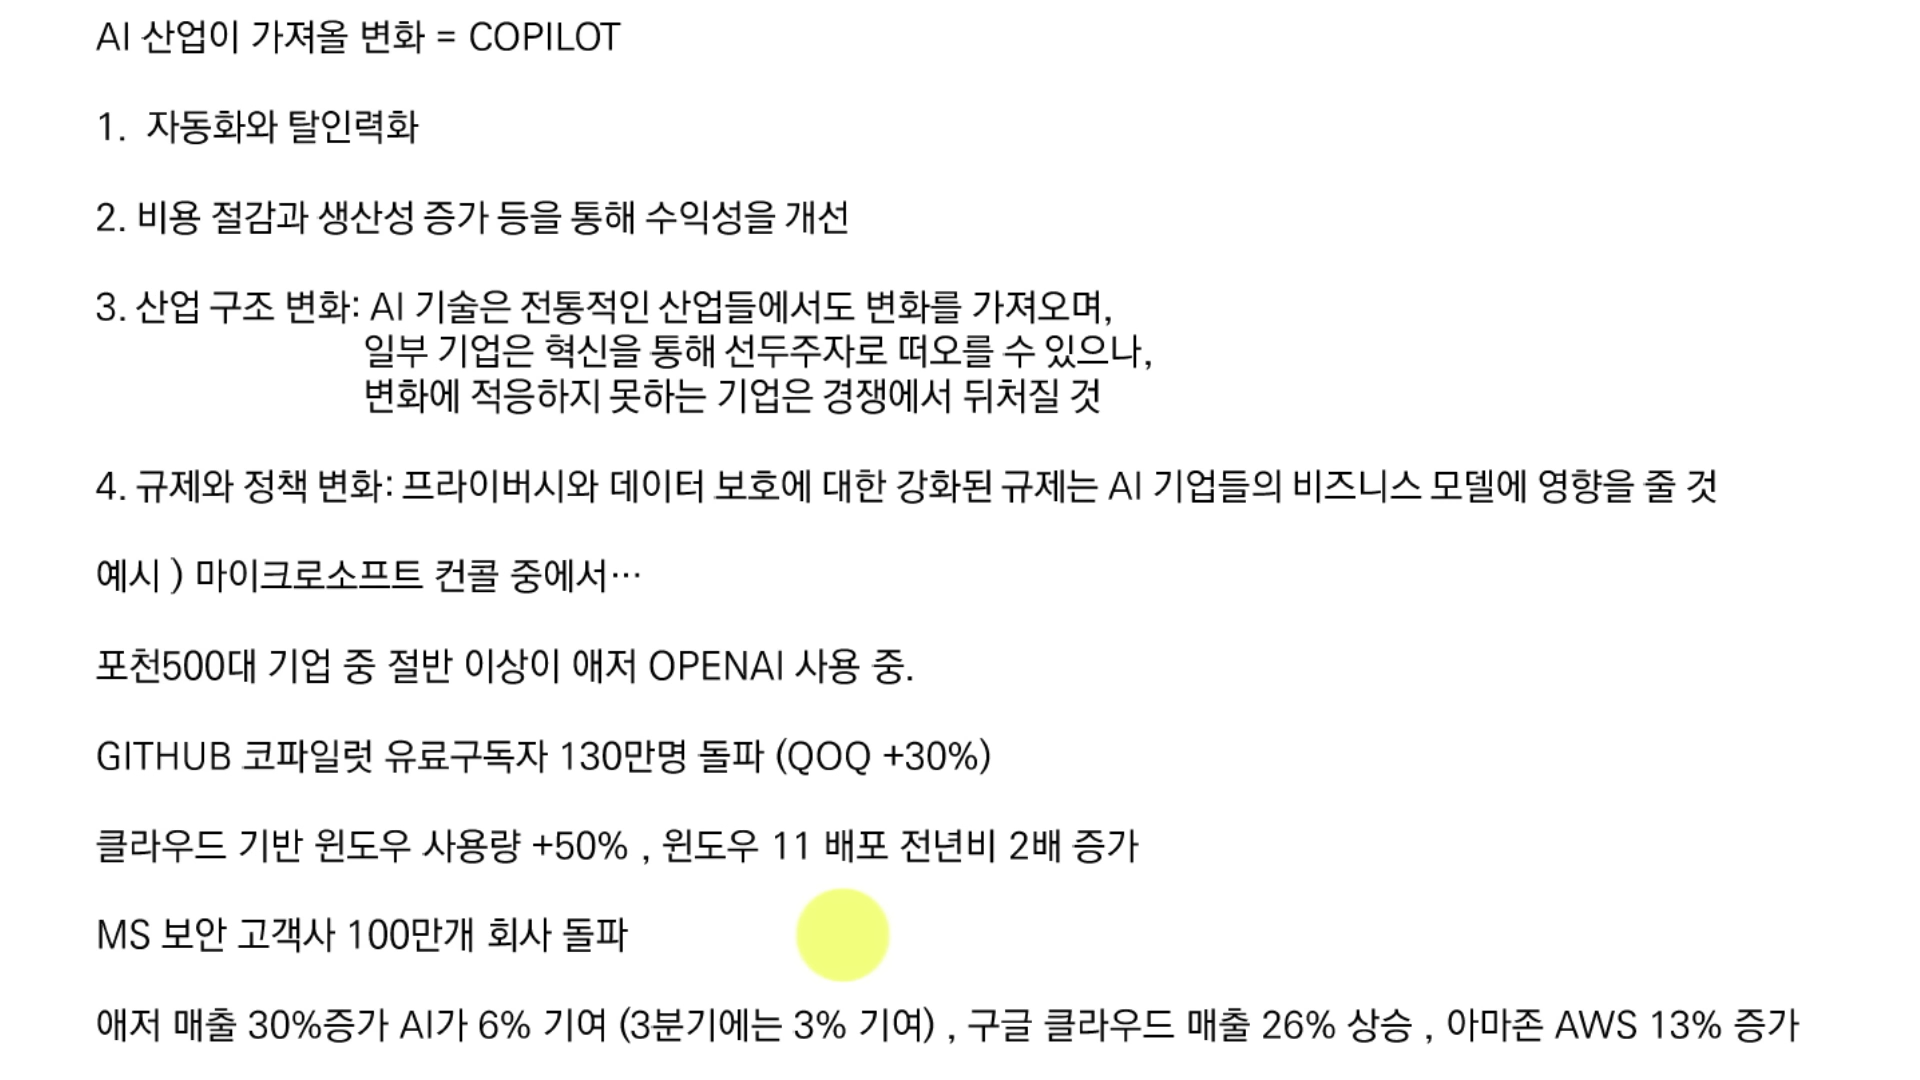 AI 산업이 가져올 변화 = COPILOT
1. 자동화와 탈인력화
2. 비용 절감과 생산성 증가 등을 통해 수익성을 개선
3. 산업 구조 변화: AI 기술은 전통적인 산업들에서도 변화를 가져오며,
일부 기업은 혁신을 통해 선두주자로 떠오를 수 있으나,
변화에 적응하지 못하는 기업은 경쟁에서 뒤처질 것
4. 규제와 정책 변화: 프라이버시와 데이터 보호에 대한 강화된 규제는 AI 기업들의 비즈니스 모델에 영향을 줄 것
예시 ) 마이크로소프트 컨콜 중에서…
포천500대 기업 중 절반 이상이 애저 OPENAI 사용 중.
GITHUB 코파일럿 유료구독자 130만명 돌파 (QOQ +30%)
클라우드 기반 윈도우 사용량 +50% , 윈도우 11 배포 전년비 2배 증가
MS 보안 고객사 100만개 회사 돌파
애저 매출 30%증가 AI가 6% 기여 (3분기에는 3% 기여) , 구글 클라우드 매출 26% 상승 , 아마존 AWS 13% 증가